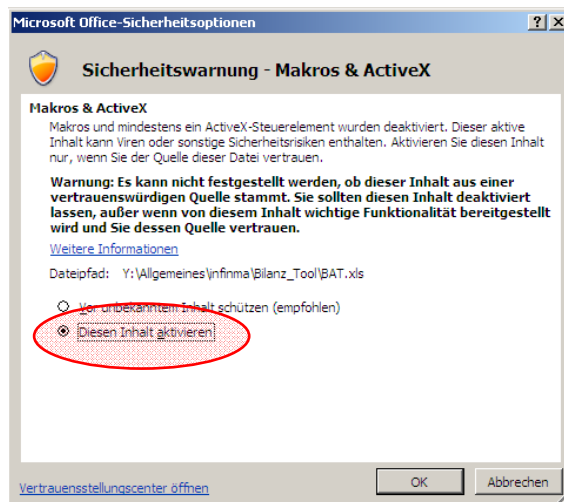 Microsoft Office-Sicherheitsoptionen
Sicherheitswarnung - Makros & ActiveX
Makros & ActiveX
Makros und mindestens ein ActiveX-Steuerelement wurden deaktiviert. Dieser aktive
Inhalt kann Viren oder sonstige Sicherheitsrisiken enthalten. Aktivieren Sie diesen Inhalt
nur, wenn Sie der Quelle dieser Datei vertrauen.
Warnung: Es kann nicht festgestellt werden, ob dieser Inhalt aus einer
vertrauenswürdigen Quelle stammt. Sie sollten diesen Inhalt deaktiviert
lassen, außer wenn von diesem Inhalt wichtige Funktionalität bereitgestellt
wird und Sie dessen Quelle vertrauen.
Weitere Informationen
Dateipfad: Y:\Allgemeines\infinma\Bilanz_Tool\BAT.xls
Vor unbekanntem Inhalt schützen (empfohlen)
Diesen Inhalt aktivieren
Vertrauensstellungscenter öffnen
OK
Abbrechen